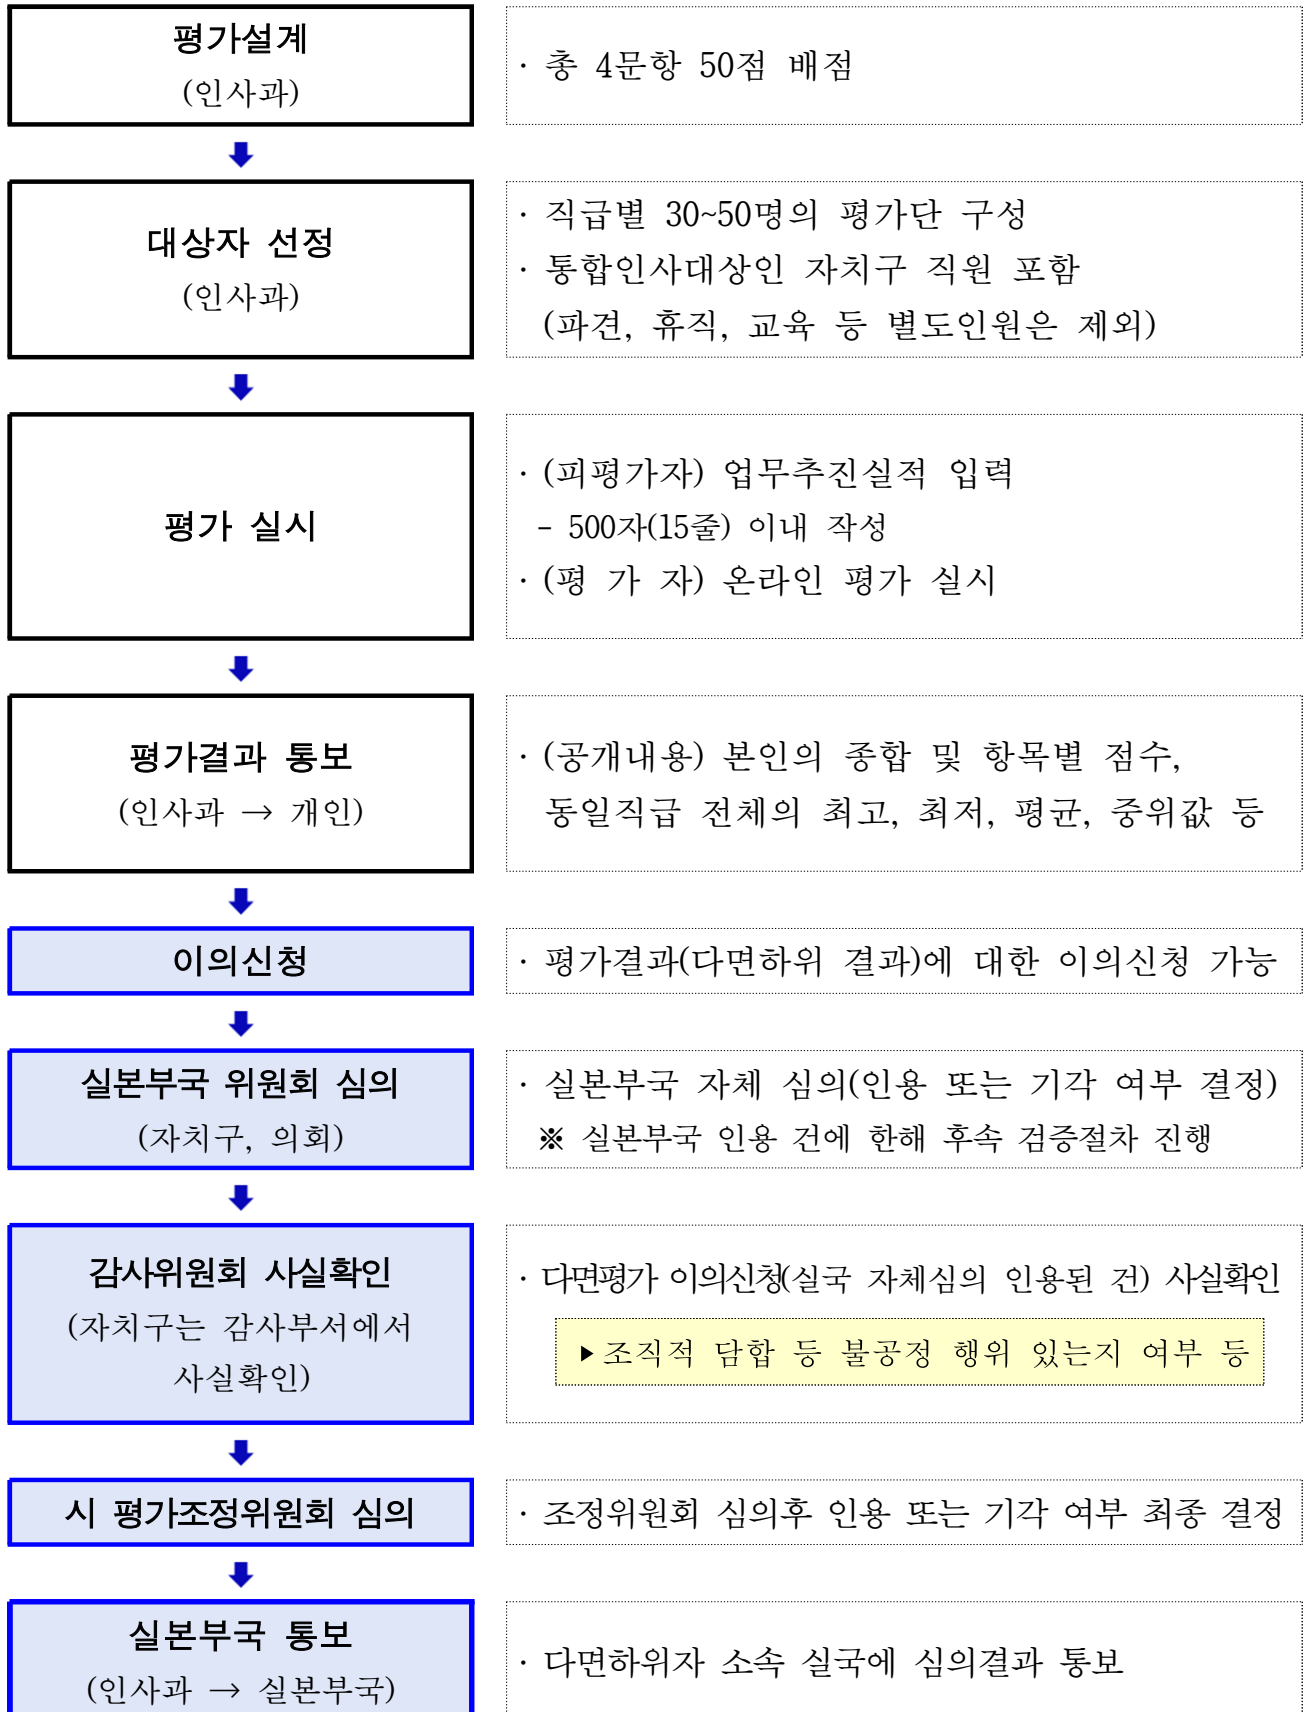 평가설계
(인사과)
· 총 4문항 50점 배점
대상자 선정
(인사과)
· 직급별 30~50명의 평가단 구성
· 통합인사대상인 자치구 직원 포함
(파견, 휴직, 교육 등 별도인원은 제외)
평가 실시
· (피평가자) 업무추진실적 입력
- 500자(15줄) 이내 작성
· (평 가 자) 온라인 평가 실시
평가결과 통보
(인사과 → 개인)
· (공개내용) 본인의 종합 및 항목별 점수,
동일직급 전체의 최고, 최저, 평균, 중위값 등
이의신청
· 평가결과(다면하위 결과)에 대한 이의신청 가능
실본부국 위원회 심의
(자치구, 의회)
· 실본부국 자체 심의(인용 또는 기각 여부 결정)
※ 실본부국 인용 건에 한해 후속 검증절차 진행
감사위원회 사실확인
(자치구는 감사부서에서
사실확인)
· 다면평가 이의신청(실국 자체심의 인용된 건) 사실확인
▶조직적 담합 등 불공정 행위 있는지 여부 등
시 평가조정위원회 심의
· 조정위원회 심의후 인용 또는 기각 여부 최종 결정
실본부국 통보
(인사과 → 실본부국)
· 다면하위자 소속 실국에 심의결과 통보